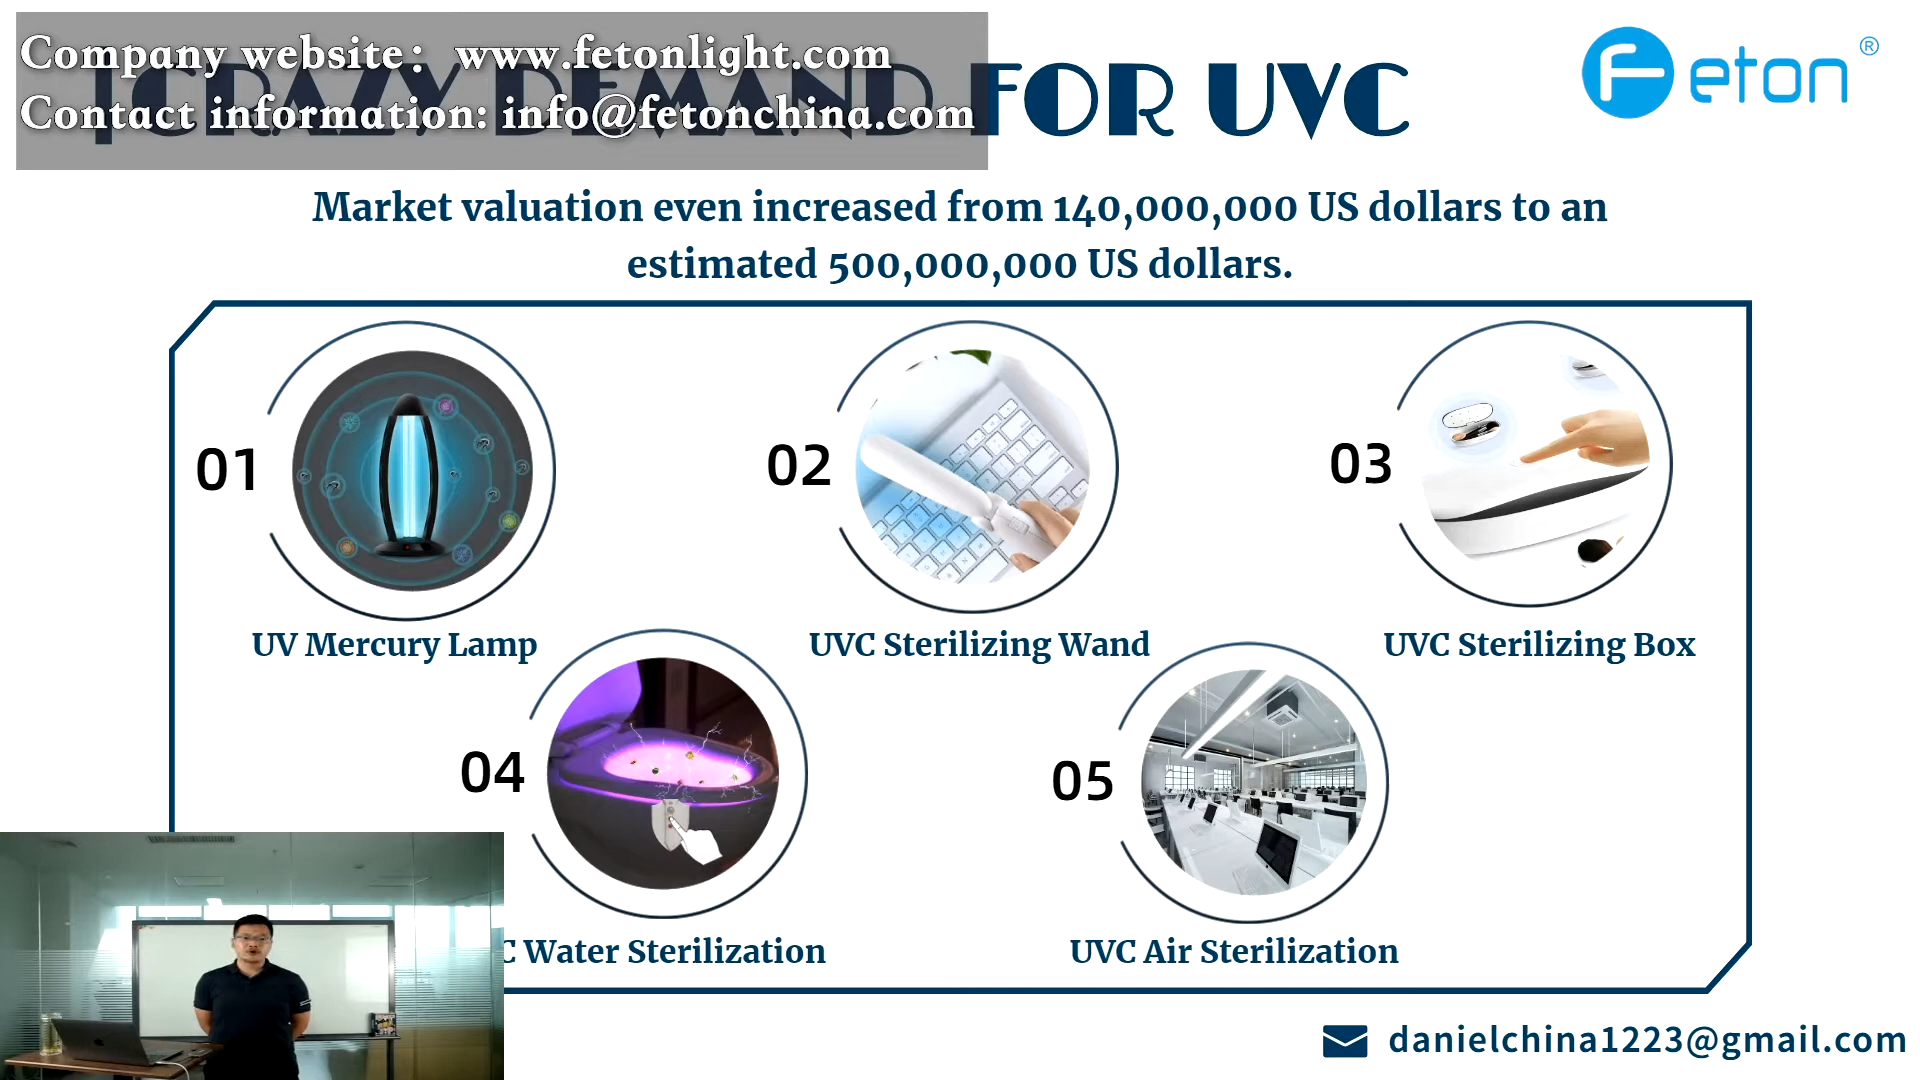 Company website： www.fetonlight.com
Contact information: info@fetonchina.com
CRAZY DEMAND FOR UVC
Feton®
Market valuation even increased from 140,000,000 US dollars to an
estimated 500,000,000 US dollars.
01
02
03
UV Mercury Lamp
UVC Sterilizing Wand
UVC Sterilizing Box
04
05
C Water Sterilization
UVC Air Sterilization
danielchina1223@gmail.com